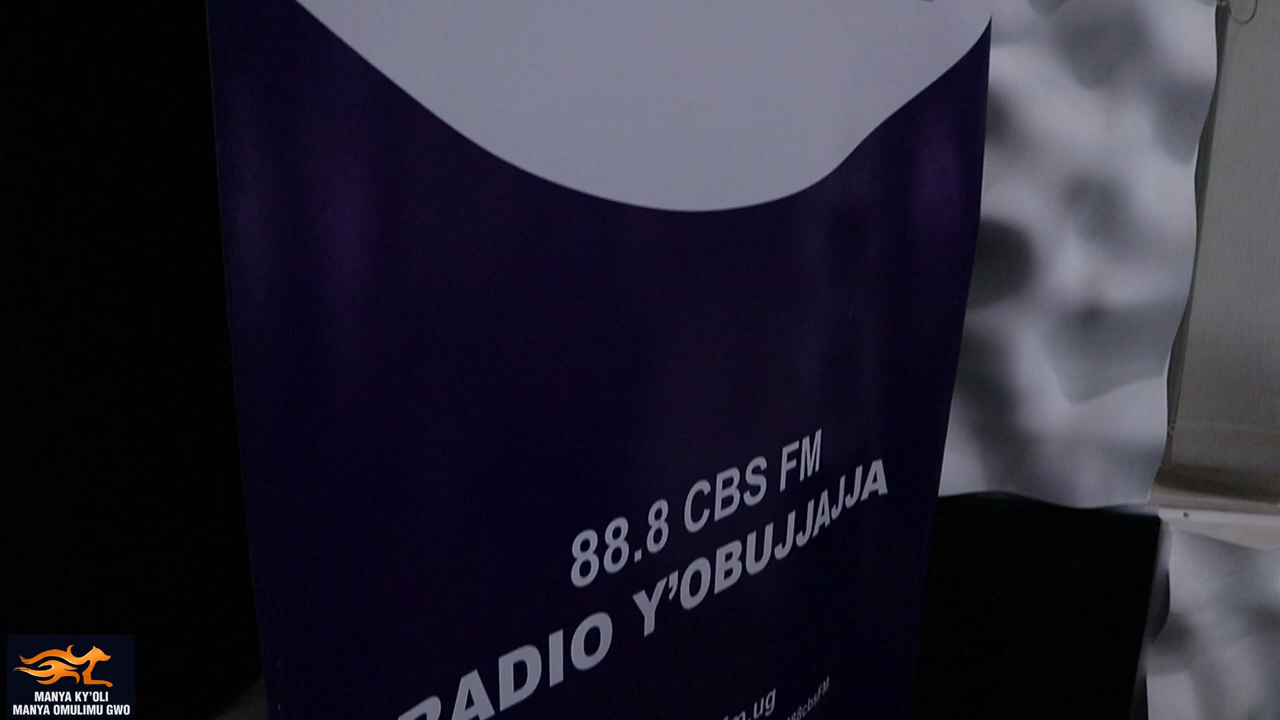 88.8 CBS FM
RADIO Y'OBUJJAJJA
MANYA KY'OLI
MANYA OMULIMU GWO